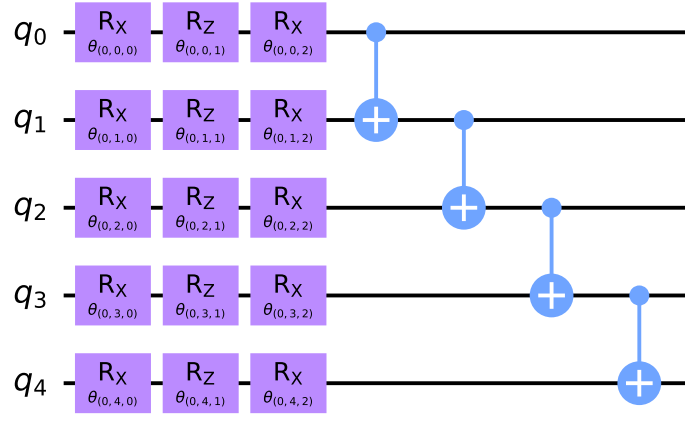 q0 RX RZ RX
θ(0, 0, 0) θ(0, 0, 1) θ(0, 0, 2)
q1 RX RZ RX
θ(0, 1, 0) θ(0, 1, 1) θ(0, 1, 2)
q2 RX RZ RX
θ(0, 2, 0) θ(0, 2, 1) θ(0, 2, 2)
q3 RX RZ RX
θ(0, 3, 0) θ(0, 3, 1) θ(0, 3, 2)
q4 RX RZ RX
θ(0, 4, 0) θ(0, 4, 1) θ(0, 4, 2)